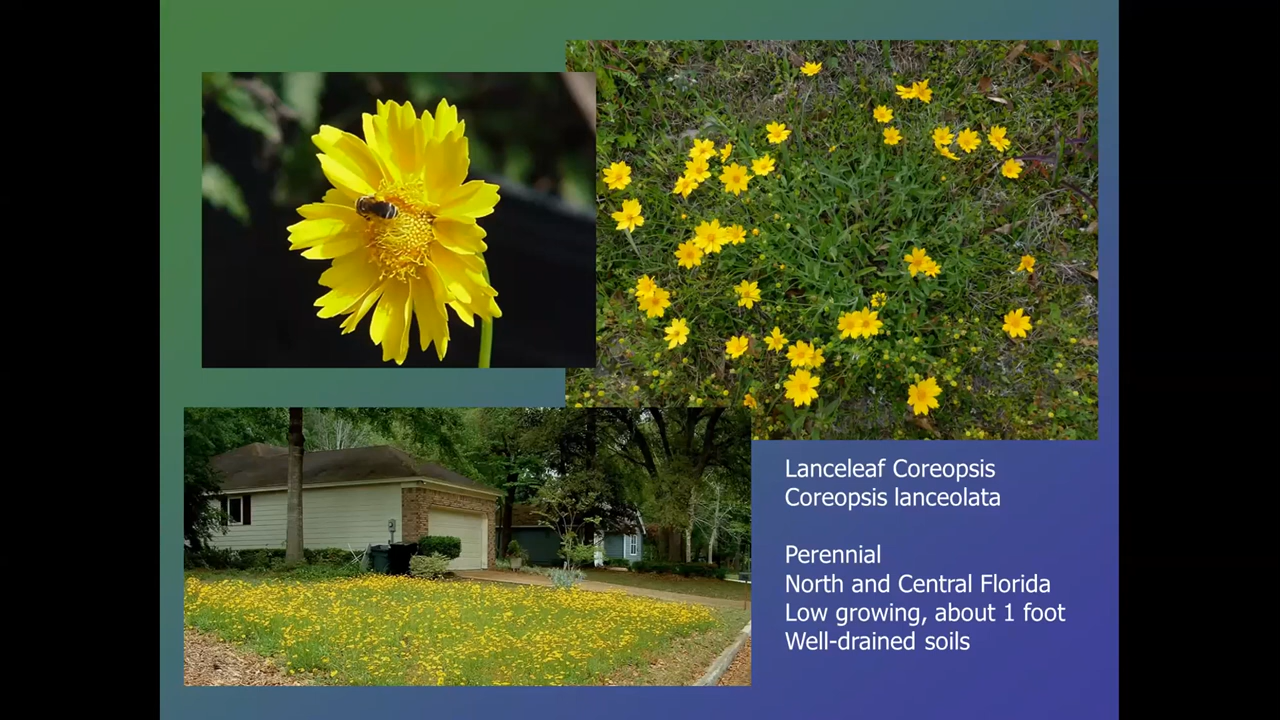 Lanceleaf Coreopsis
Coreopsis lanceolata
Perennial
North and Central Florida
Low growing, about 1 foot
Well-drained soils